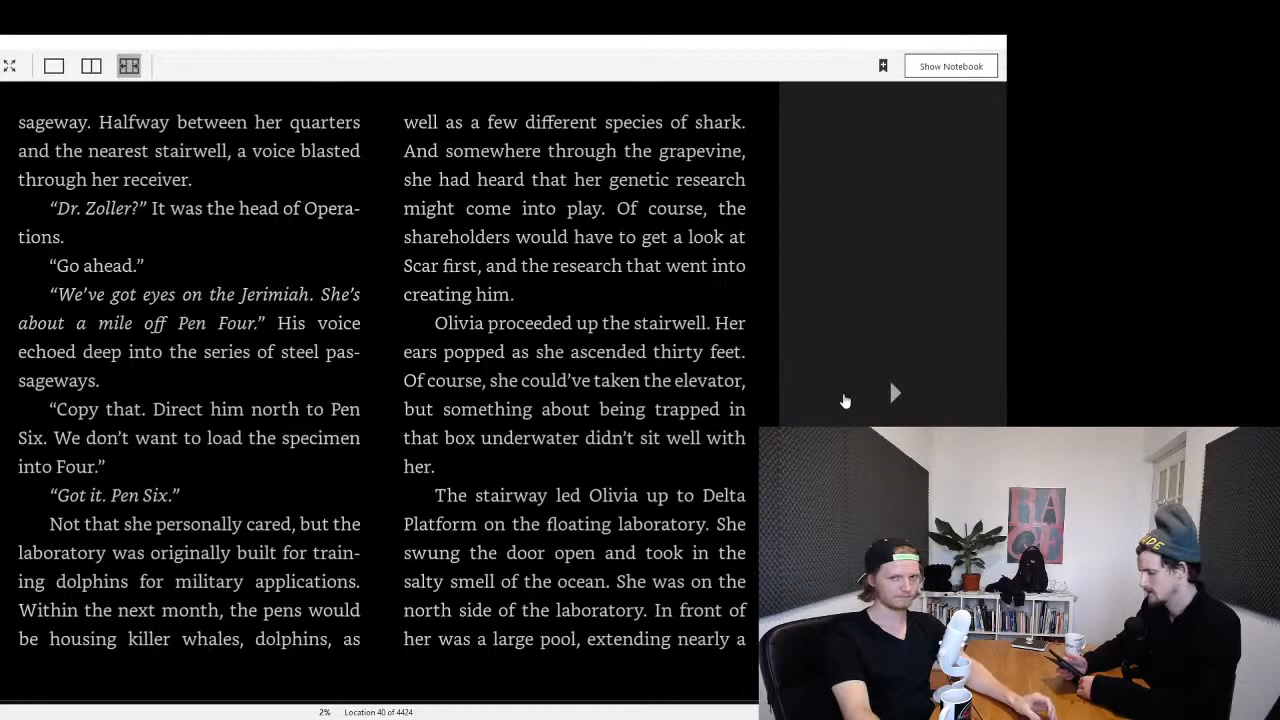 Show Notebook
sageway. Halfway between her quarters
and the nearest stairwell, a voice blasted
through her receiver.
“Dr. Zoller?” It was the head of Opera-
tions.
“Go ahead.”
“We’ve got eyes on the Jerimiah. She’s
about a mile off Pen Four.” His voice
echoed deep into the series of steel pas-
sageways.
“Copy that. Direct him north to Pen
Six. We don’t want to load the specimen
into Four.”
“Got it. Pen Six.”
Not that she personally cared, but the
laboratory was originally built for train-
ing dolphins for military applications.
Within the next month, the pens would
be housing killer whales, dolphins, as
well as a few different species of shark.
And somewhere through the grapevine,
she had heard that her genetic research
might come into play. Of course, the
shareholders would have to get a look at
Scar first, and the research that went into
creating him.
Olivia proceeded up the stairwell. Her
ears popped as she ascended thirty feet.
Of course, she could’ve taken the elevator,
but something about being trapped in
that box underwater didn’t sit well with
her.
The stairway led Olivia up to Delta
Platform on the floating laboratory. She
swung the door open and took in the
salty smell of the ocean. She was on the
north side of the laboratory. In front of
her was a large pool, extending nearly a
2% Location 40 of 4424
RA
GE